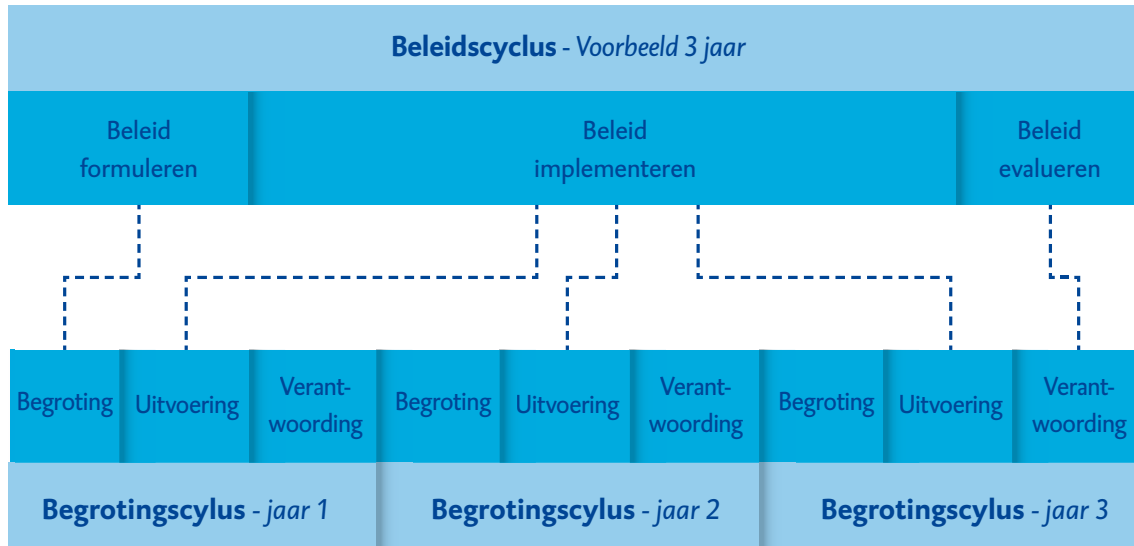 Beleidscyclus - Voorbeeld 3 jaar
Beleid
formuleren
Beleid
implementeren
Beleid
evalueren
Begroting
Uitvoering
Verant-
woording
Begroting
Uitvoering
Verant-
woording
Begroting
Uitvoering
Verant-
woording
Begrotingscylus - jaar 1
Begrotingscylus - jaar 2
Begrotingscylus - jaar 3